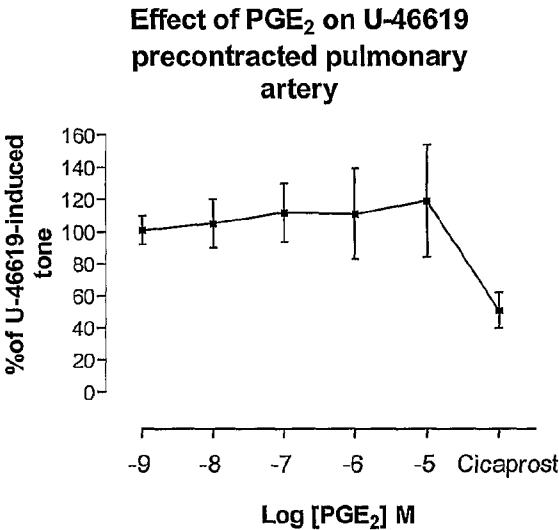 Effect of PGE₂ on U-46619
precontracted pulmonary
artery
%of U-46619-induced
tone
160
140
120
100
80
60
40
20
0
-9 -8 -7 -6 -5 Cicaprost
Log [PGE₂] M